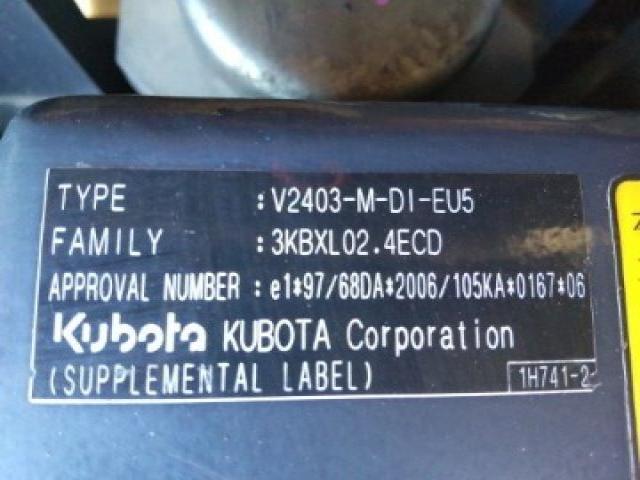 TYPE :V2403-M-DI-EU5
FAMILY :3KBXL02.4ECD
APPROVAL NUMBER :e1*97/68DA*2006/105KA*0167*06
Kubota KUBOTA Corporation
(SUPPLEMENTAL LABEL) 1H741-2